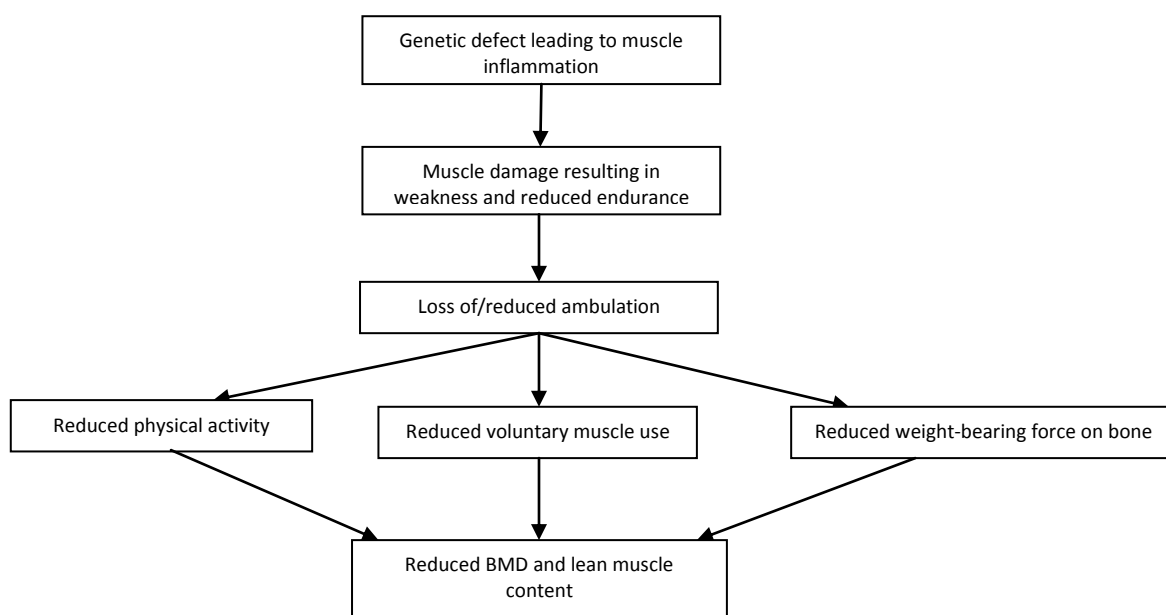 Genetic defect leading to muscle
inflammation
Muscle damage resulting in
weakness and reduced endurance
Loss of/reduced ambulation
Reduced physical activity
Reduced voluntary muscle use
Reduced weight-bearing force on bone
Reduced BMD and lean muscle
content